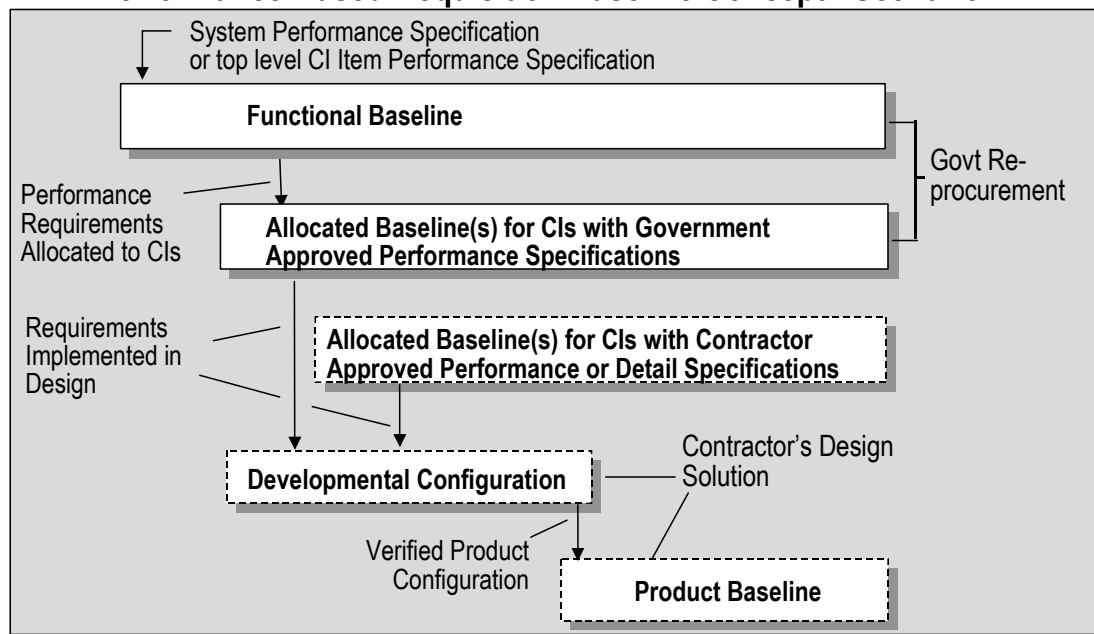 System Performance Specification
or top level CI Item Performance Specification
Functional Baseline
Govt Re-
procurement
Performance
Requirements
Allocated to CIs
Allocated Baseline(s) for CIs with Government
Approved Performance Specifications
Requirements
Implemented in
Design
Allocated Baseline(s) for CIs with Contractor
Approved Performance or Detail Specifications
Contractor's Design
Solution
Developmental Configuration
Verified Product
Configuration
Product Baseline